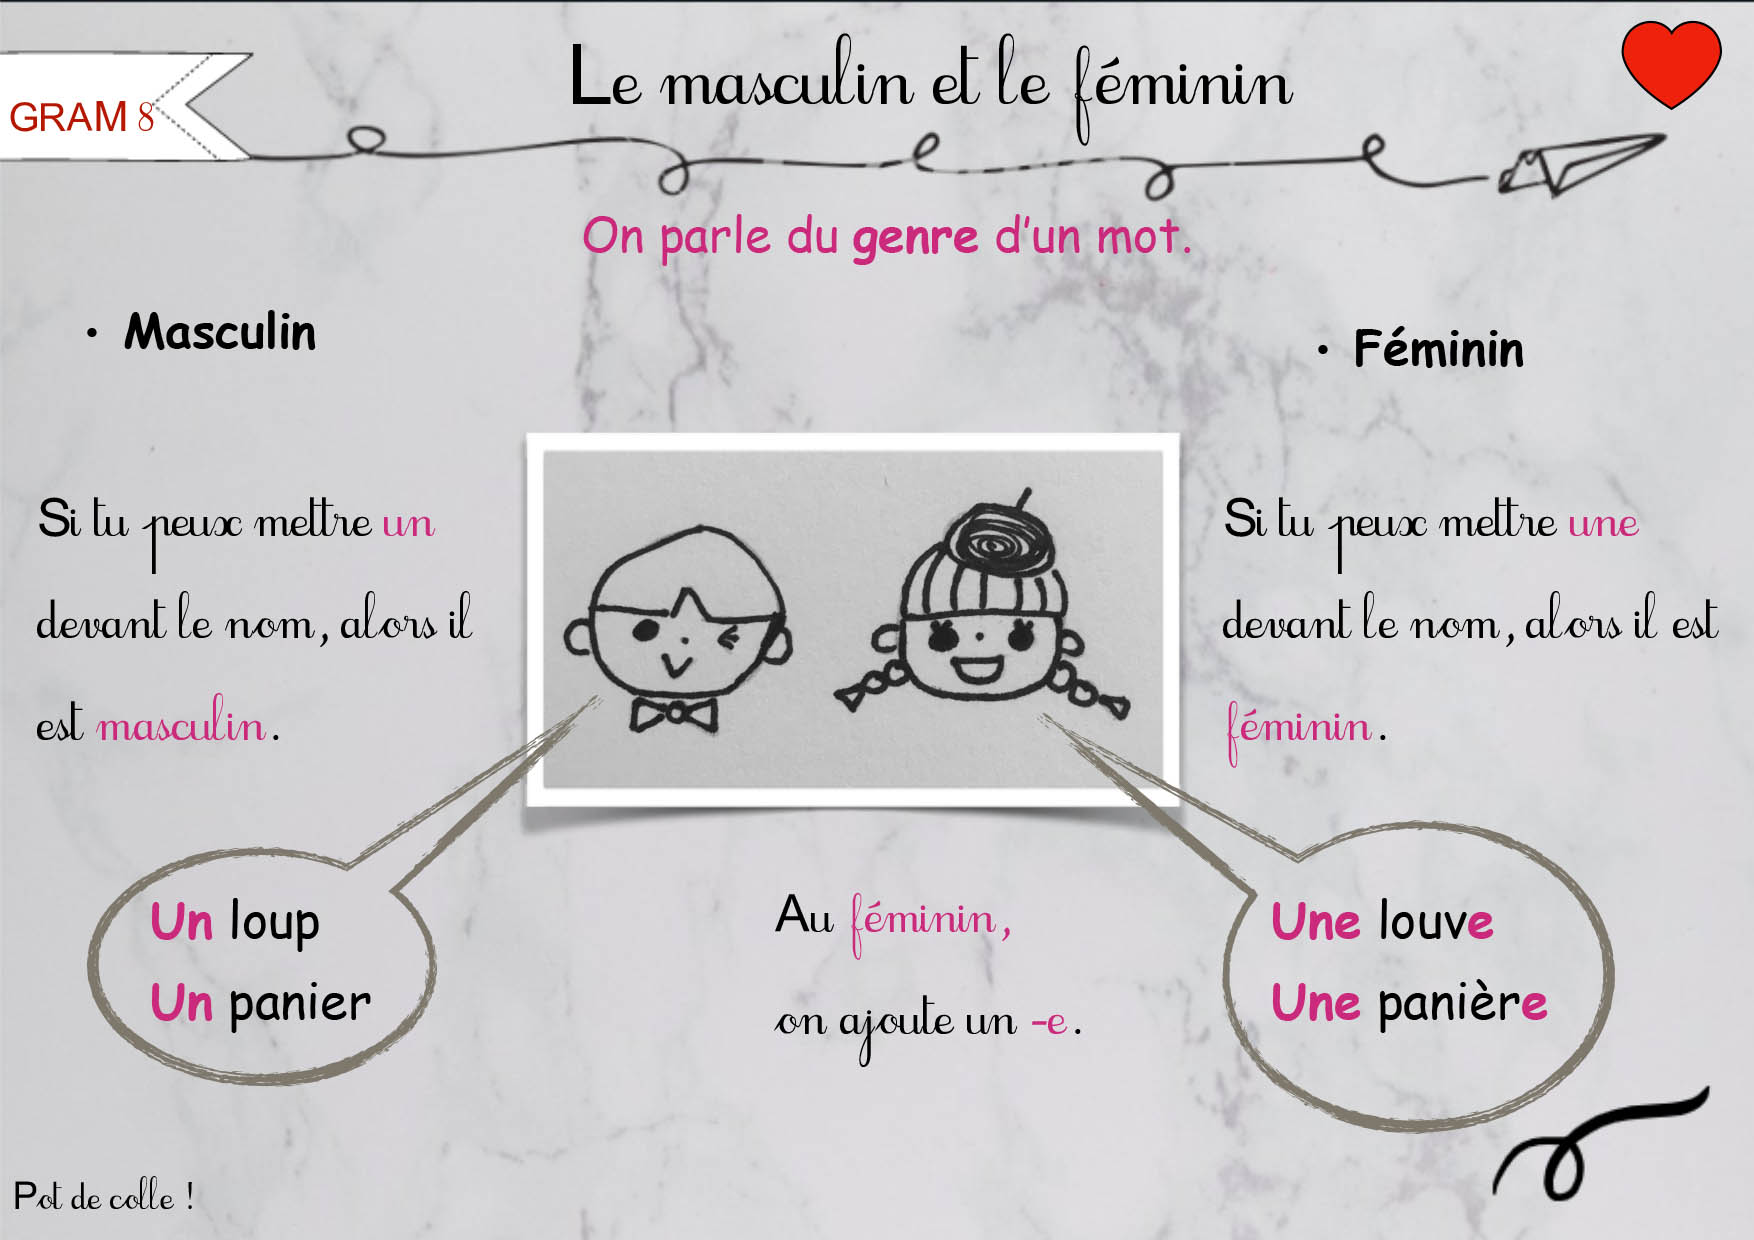 GRAM 8
Le masculin et le féminin
On parle du genre d'un mot.
• Masculin
Si tu peux mettre un
devant le nom, alors il
est masculin.
Un loup
Un panier
• Féminin
Si tu peux mettre une
devant le nom, alors il est
féminin.
Une louve
Une panière
Au féminin,
on ajoute un -e.
Pot de colle !